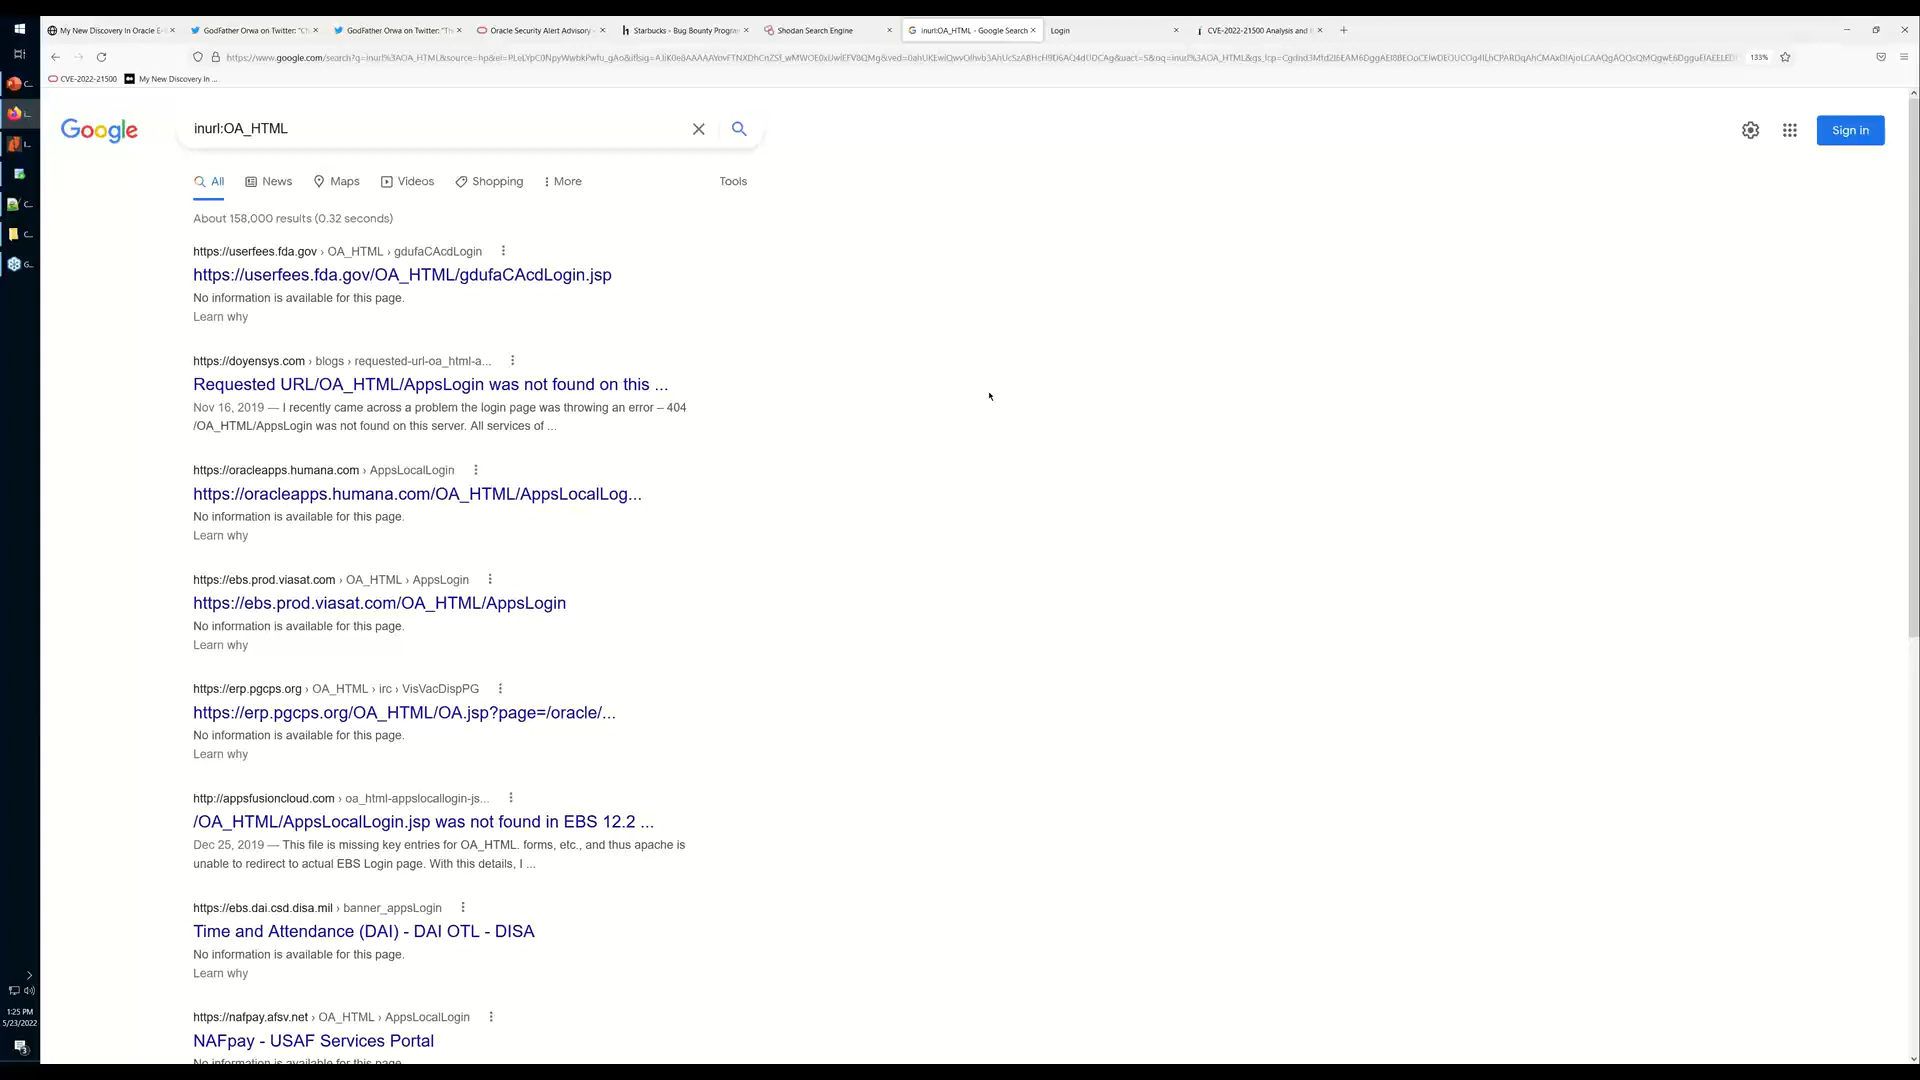 My New Discovery In Oracle E-
GodFather Orwa on Twitter: "C
GodFather Orwa on Twitter: "Th
Oracle Security Alert Advisory -
Starbucks - Bug Bounty Progra
Shodan Search Engine
inurl:OA_HTML - Google Search
Login
CVE-2022-21500 Analysis and
133%
CVE-2022-21500
My New Discovery In ...
Google
inurl:OA_HTML
Sign in
All
News
Maps
Videos
Shopping
More
Tools
About 158,000 results (0.32 seconds)
https://userfees.fda.gov › OA_HTML › gdufaCAcdLogin
https://userfees.fda.gov/OA_HTML/gdufaCAcdLogin.jsp
No information is available for this page.
Learn why
https://doyensys.com › blogs › requested-url-oa_html-a...
Requested URL/OA_HTML/AppsLogin was not found on this ...
Nov 16, 2019 — I recently came across a problem the login page was throwing an error – 404
/OA_HTML/AppsLogin was not found on this server. All services of ...
https://oracleapps.humana.com › AppsLocalLogin
https://oracleapps.humana.com/OA_HTML/AppsLocalLog...
No information is available for this page.
Learn why
https://ebs.prod.viasat.com › OA_HTML › AppsLogin
https://ebs.prod.viasat.com/OA_HTML/AppsLogin
No information is available for this page.
Learn why
https://erp.pgcps.org › OA_HTML › irc › VisVacDispPG
https://erp.pgcps.org/OA_HTML/OA.jsp?page=/oracle/...
No information is available for this page.
Learn why
http://appsfusioncloud.com › oa_html-appslocallogin-js...
/OA_HTML/AppsLocalLogin.jsp was not found in EBS 12.2 ...
Dec 25, 2019 — This file is missing key entries for OA_HTML. forms, etc., and thus apache is
unable to redirect to actual EBS Login page. With this details, I ...
https://ebs.dai.csd.disa.mil › banner_appsLogin
Time and Attendance (DAI) - DAI OTL - DISA
No information is available for this page.
Learn why
https://nafpay.afsv.net › OA_HTML › AppsLocalLogin
NAFpay - USAF Services Portal
No information is available for this page.
1:25 PM
5/23/2022